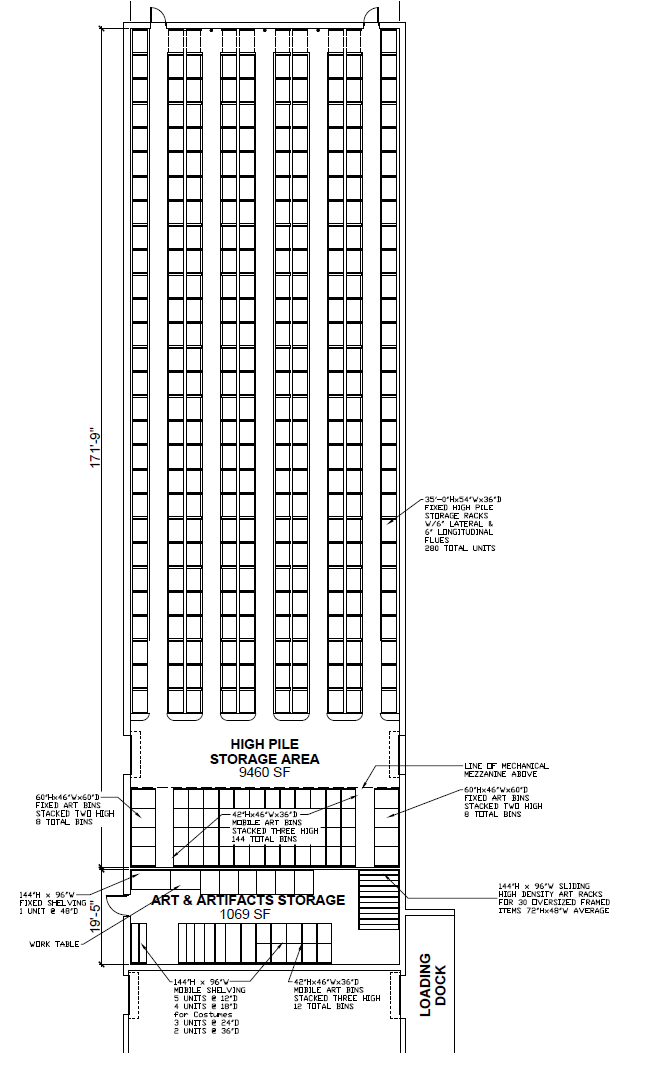 171'-9"
35'-0"Hx54"Wx36"D
FIXED HIGH PILE
STORAGE RACKS
W/6" LATERAL &
6" LONGITUDINAL
FLUES
280 TOTAL UNITS
HIGH PILE
STORAGE AREA
9460 SF
LINE OF MECHANICAL
MEZZANINE ABOVE
60"Hx46"Wx60"D
FIXED ART BINS
STACKED TWO HIGH
8 TOTAL BINS
42"Hx46"Wx36"D
MOBILE ART BINS
STACKED THREE HIGH
144 TOTAL BINS
60"Hx46"Wx60"D
FIXED ART BINS
STACKED TWO HIGH
8 TOTAL BINS
144"H x 96"W
FIXED SHELVING
1 UNIT @ 48"D
19'-5"
ART & ARTIFACTS STORAGE
1069 SF
144"H x 96"W SLIDING
HIGH DENSITY ART RACKS
FOR 30 OVERSIZED FRAMED
ITEMS 72"Hx48"W AVERAGE
WORK TABLE
144"H x 96"W
MOBILE SHELVING
5 UNITS @ 12"D
4 UNITS @ 18"D
for Costumes
3 UNITS @ 24"D
2 UNITS @ 36"D
42"Hx46"Wx36"D
MOBILE ART BINS
STACKED THREE HIGH
12 TOTAL BINS
LOADING
DOCK